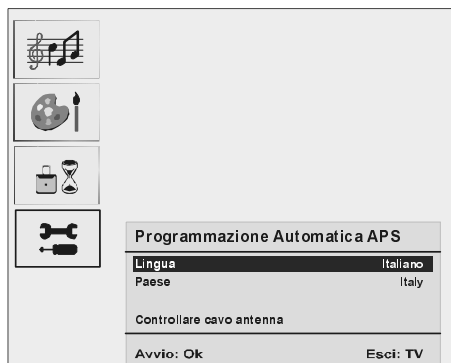 Programmazione Automatica APS
Lingua Italiano
Paese Italy
Controllare cavo antenna
Avvio: Ok Esci: TV